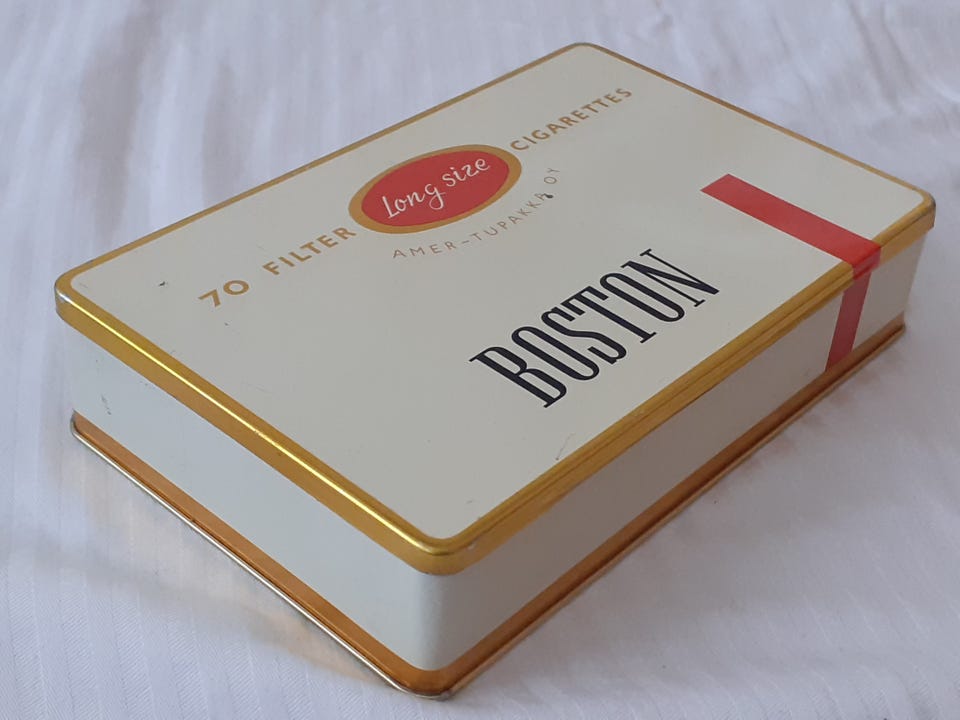 70 FILTER Long size CIGARETTES
AMER-TUPAKKA OY
BOSTON